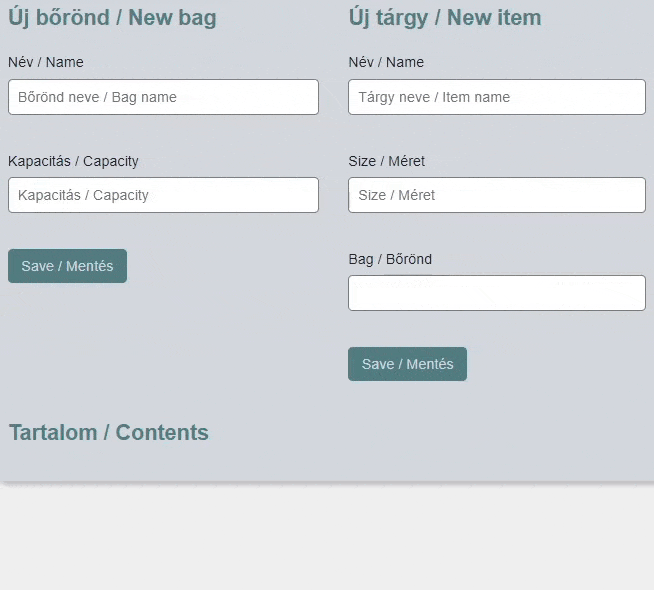 Új bőrönd / New bag
Név / Name
Bőrönd neve / Bag name
Kapacitás / Capacity
Kapacitás / Capacity
Save / Mentés
Új tárgy / New item
Név / Name
Tárgy neve / Item name
Size / Méret
Size / Méret
Bag / Bőrönd
Save / Mentés
Tartalom / Contents